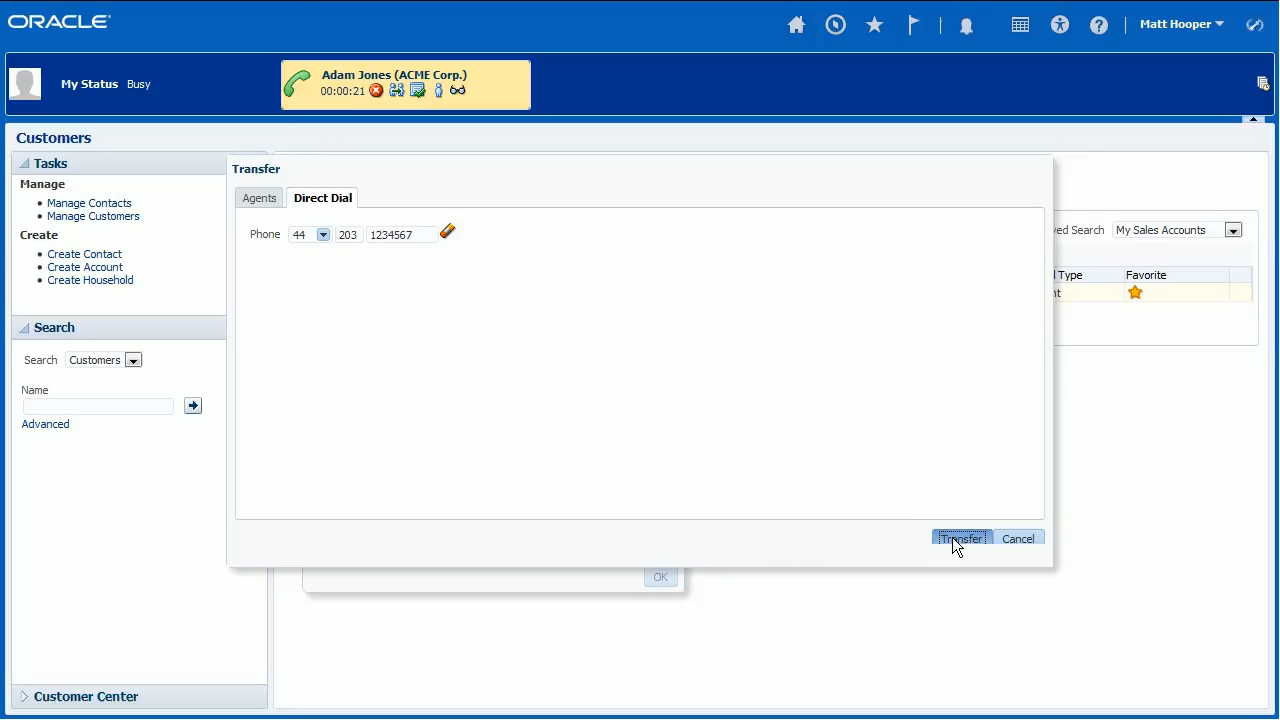 ORACLE
Matt Hooper
My Status Busy
Adam Jones (ACME Corp.)
00:00:21
Customers
Tasks
Manage
Manage Contacts
Manage Customers
Create
Create Contact
Create Account
Create Household
Search
Search Customers
Name
Advanced
Customer Center
Transfer
Agents Direct Dial
Phone 44 203 1234567
Transfer Cancel
Search My Sales Accounts
Type Favorite
OK